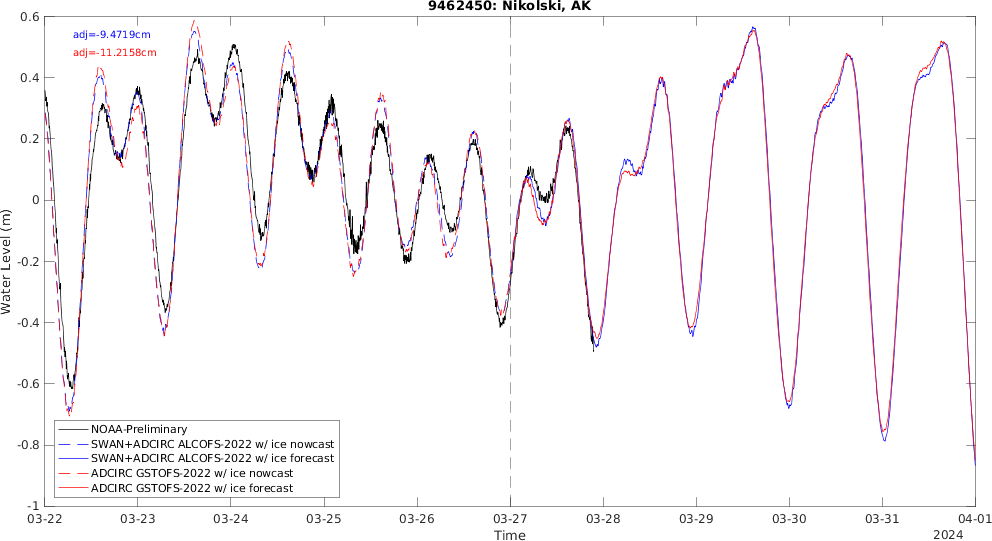 9462450: Nikolski, AK
adj=-9.4719cm
adj=-11.2158cm
Water Level (m)
0.6
0.4
0.2
0
-0.2
-0.4
-0.6
-0.8
-1
NOAA-Preliminary
SWAN+ADCIRC ALCOFS-2022 w/ ice nowcast
SWAN+ADCIRC ALCOFS-2022 w/ ice forecast
ADCIRC GSTOFS-2022 w/ ice nowcast
ADCIRC GSTOFS-2022 w/ ice forecast
03-22 03-23 03-24 03-25 03-26 03-27 03-28 03-29 03-30 03-31 04-01
Time
2024